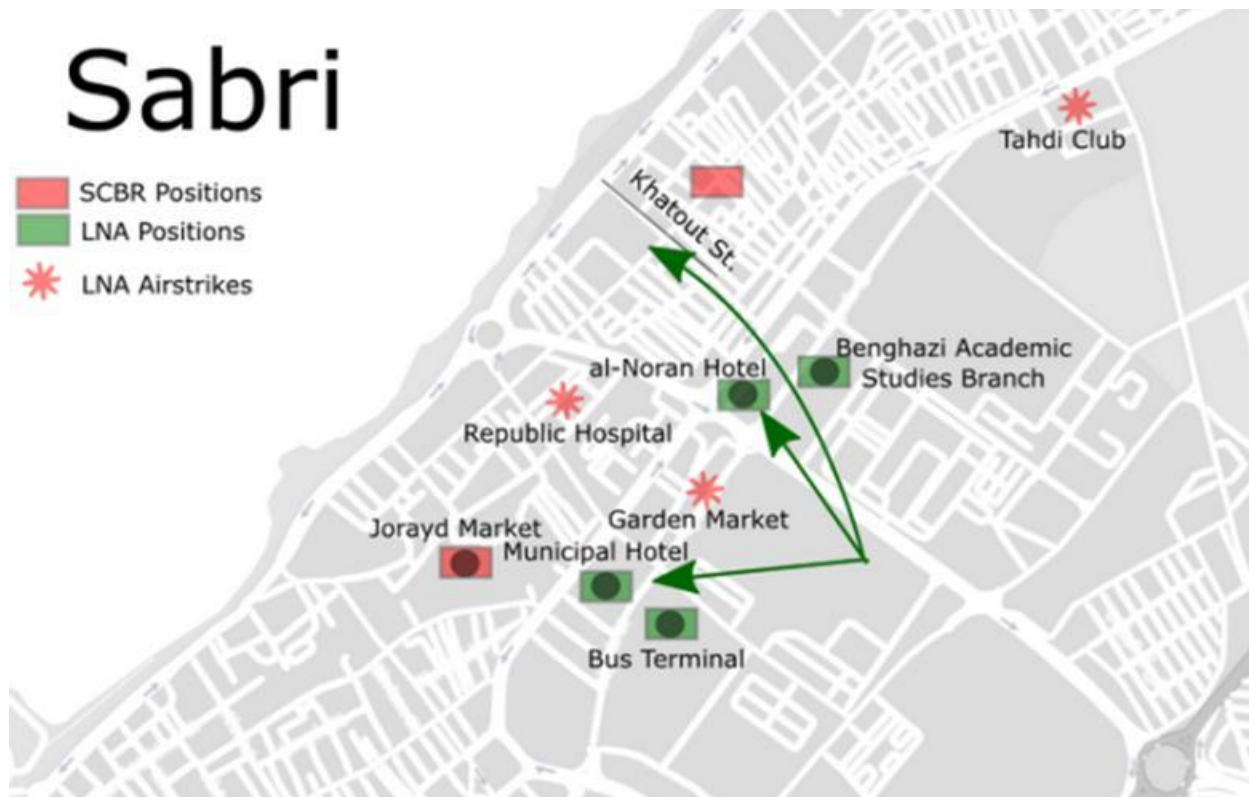 Sabri
SCBR Positions
LNA Positions
LNA Airstrikes
Tahdi Club
Khatout St.
Benghazi Academic
Studies Branch
al-Noran Hotel
Republic Hospital
Garden Market
Jorayd Market
Municipal Hotel
Bus Terminal